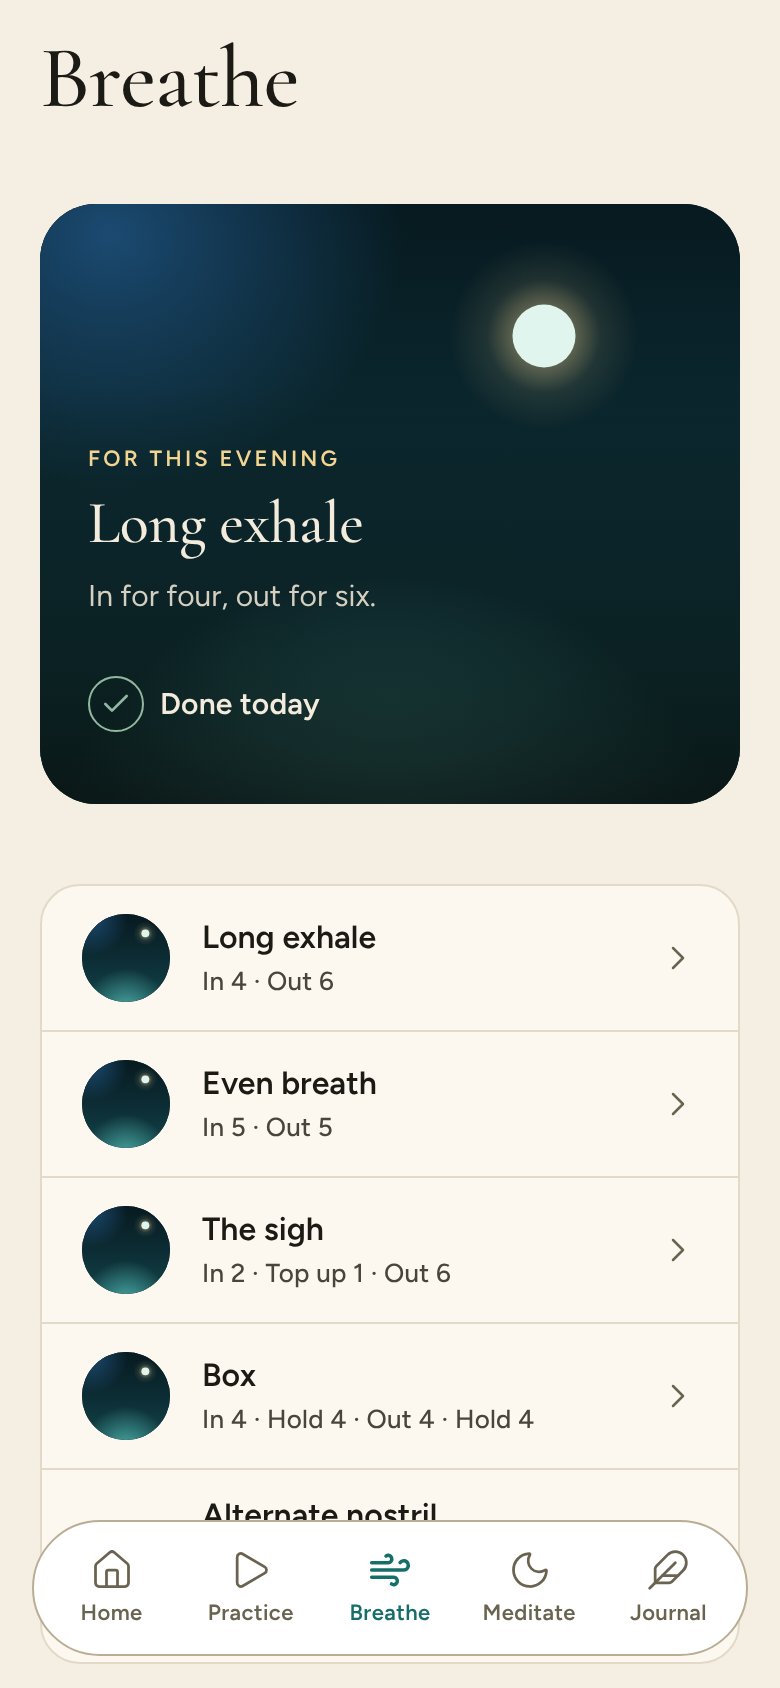 Breathe
FOR THIS EVENING
Long exhale
In for four, out for six.
Done today
Long exhale
In 4 · Out 6
Even breath
In 5 · Out 5
The sigh
In 2 · Top up 1 · Out 6
Box
In 4 · Hold 4 · Out 4 · Hold 4
Alternate nostril
Home
Practice
Breathe
Meditate
Journal